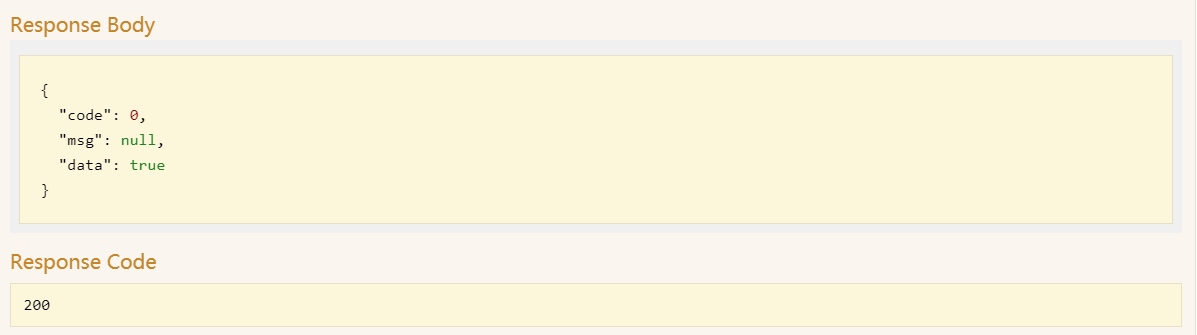 Response Body
{
  "code": 0,
  "msg": null,
  "data": true
}
Response Code
200